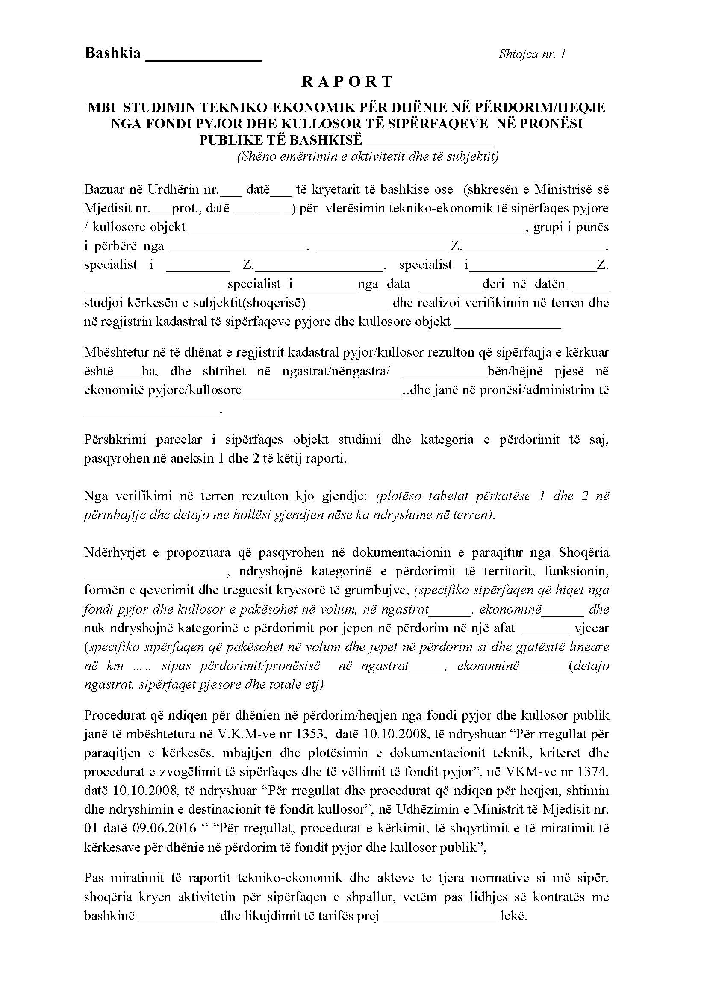 Bashkia ________________ Shtojca nr. 1
R A P O R T
MBI STUDIMIN TEKNIKO-EKONOMIK PËR DHËNIE NË PËRDORIM/HEQJE
NGA FONDI PYJOR DHE KULLOSOR TË SIPËRFAQEVE NË PRONËSI
PUBLIKE TË BASHKISË __________________
(Shëno emërtimin e aktivitetit dhe të subjektit)
Bazuar në Urdhërin nr.___ datë___ të kryetarit të bashkise ose (shkresën e Ministrisë së
Mjedisit nr.___prot., datë ___ ___ _) për vlerësimin tekniko-ekonomik të sipërfaqes pyjore
/ kullosore objekt _______________________________________________, grupi i punës
i përbërë nga ___________________, __________________ Z.____________________,
specialist i _________ Z.__________________, specialist i__________________Z.
___________________ specialist i ________nga data _________deri në datën _____
studjoi kërkesën e subjektit(shoqerisë) ___________ dhe realizoi verifikimin në terren dhe
në regjistrin kadastral të sipërfaqeve pyjore dhe kullosore objekt _______________
Mbështetur në të dhënat e regjistrit kadastral pyjor/kullosor rezulton që sipërfaqja e kërkuar
është____ha, dhe shtrihet në ngastrat/nëngastra/ ____________bën/bëjnë pjesë në
ekonomitë pyjore/kullosore ______________________,.dhe janë në pronësi/administrim të
___________________,
Përshkrimi parcelar i sipërfaqes objekt studimi dhe kategoria e përdorimit të saj,
pasqyrohen në aneksin 1 dhe 2 të këtij raporti.
Nga verifikimi në terren rezulton kjo gjendje: (plotëso tabelat përkatëse 1 dhe 2 në
përmbajtje dhe detajo me hollësi gjendjen nëse ka ndryshime në terren).
Ndërhyrjet e propozuara që pasqyrohen në dokumentacionin e paraqitur nga Shoqëria
____________________, ndryshojnë kategorinë e përdorimit të territorit, funksionin,
formën e qeverimit dhe treguesit kryesorë të grumbujve, (specifiko sipërfaqen që hiqet nga
fondi pyjor dhe kullosor e pakësohet në volum, në ngastrat______, ekonominë______ dhe
nuk ndryshojnë kategorinë e përdorimit por jepen në përdorim në një afat _______ vjecar
(specifiko sipërfaqen që pakësohet në volum dhe jepet në përdorim si dhe gjatësitë lineare
në km ….. sipas përdorimit/pronësisë në ngastrat_____, ekonominë_______(detajo
ngastrat, sipërfaqet pjesore dhe totale etj)
Procedurat që ndiqen për dhënien në përdorim/heqjen nga fondi pyjor dhe kullosor publik
janë të mbështetura në V.K.M-ve nr 1353, datë 10.10.2008, të ndryshuar “Për rregullat për
paraqitjen e kërkesës, mbajtjen dhe plotësimin e dokumentacionit teknik, kriteret dhe
procedurat e zvogëlimit të sipërfaqes dhe të vëllimit të fondit pyjor”, në VKM-ve nr 1374,
datë 10.10.2008, të ndryshuar “Për rregullat dhe procedurat që ndiqen për heqjen, shtimin
dhe ndryshimin e destinacionit të fondit kullosor”, në Udhëzimin e Ministrit të Mjedisit nr.
01 datë 09.06.2016 “ “Për rregullat, procedurat e kërkimit, të shqyrtimit e të miratimit të
kërkesave për dhënie në përdorim të fondit pyjor dhe kullosor publik”,
Pas miratimit të raportit tekniko-ekonomik dhe akteve te tjera normative si më sipër,
shoqëria kryen aktivitetin për sipërfaqen e shpallur, vetëm pas lidhjes së kontratës me
bashkinë ___________ dhe likujdimit të tarifës prej ________________ lekë.